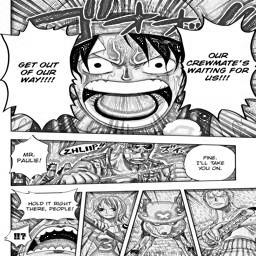 OUR
CREWMATE'S
WAITING FOR
US!!!
GET OUT
OF OUR
WAY!!!!
FINE.
I'LL TAKE
YOU ON.
MR.
PAULIE!
HOLD IT RIGHT
THERE, PEOPLE!
!!?